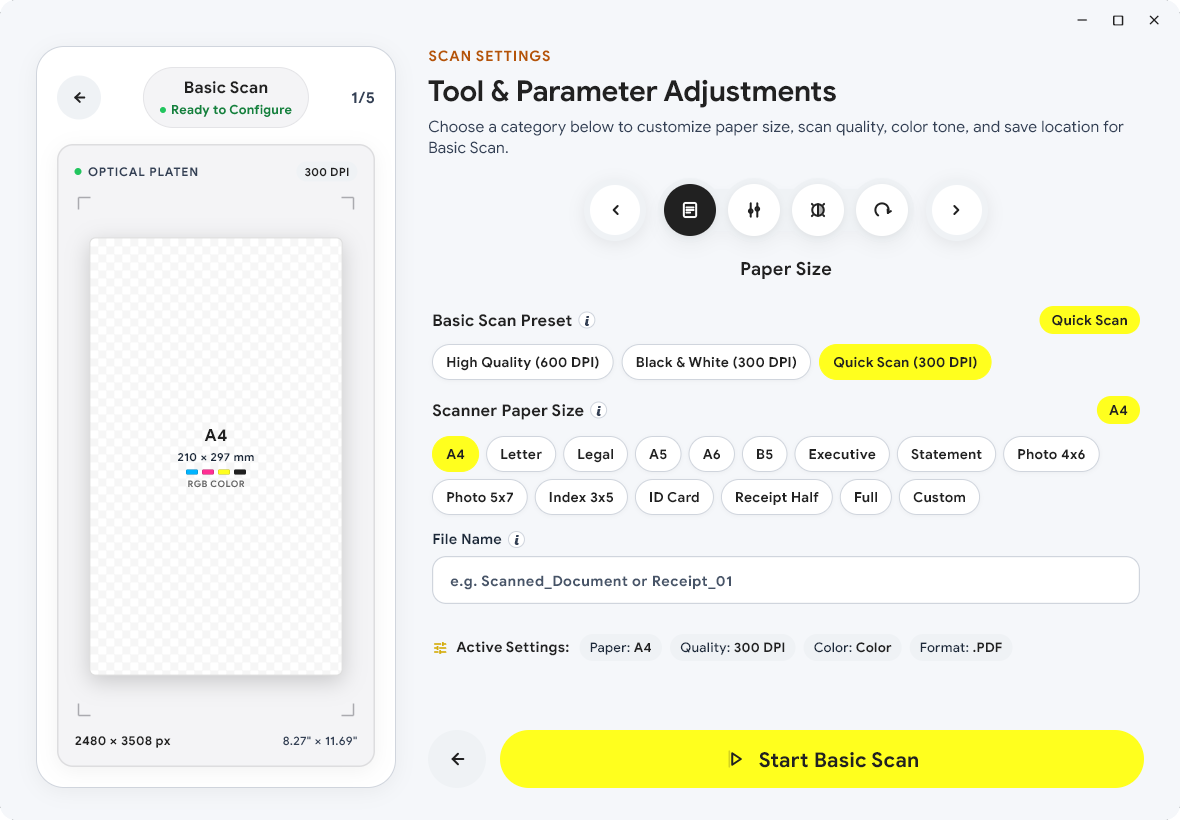 Basic Scan
Ready to Configure
1/5
OPTICAL PLATEN
300 DPI
A4
210 × 297 mm
RGB COLOR
2480 × 3508 px
8.27" × 11.69"
SCAN SETTINGS
Tool & Parameter Adjustments
Choose a category below to customize paper size, scan quality, color tone, and save location for
Basic Scan.
Paper Size
Basic Scan Preset i
Quick Scan
High Quality (600 DPI)
Black & White (300 DPI)
Quick Scan (300 DPI)
Scanner Paper Size i
A4
A4 Letter Legal A5 A6 B5 Executive Statement Photo 4x6
Photo 5x7 Index 3x5 ID Card Receipt Half Full Custom
File Name i
e.g. Scanned_Document or Receipt_01
Active Settings: Paper: A4 Quality: 300 DPI Color: Color Format: .PDF
Start Basic Scan